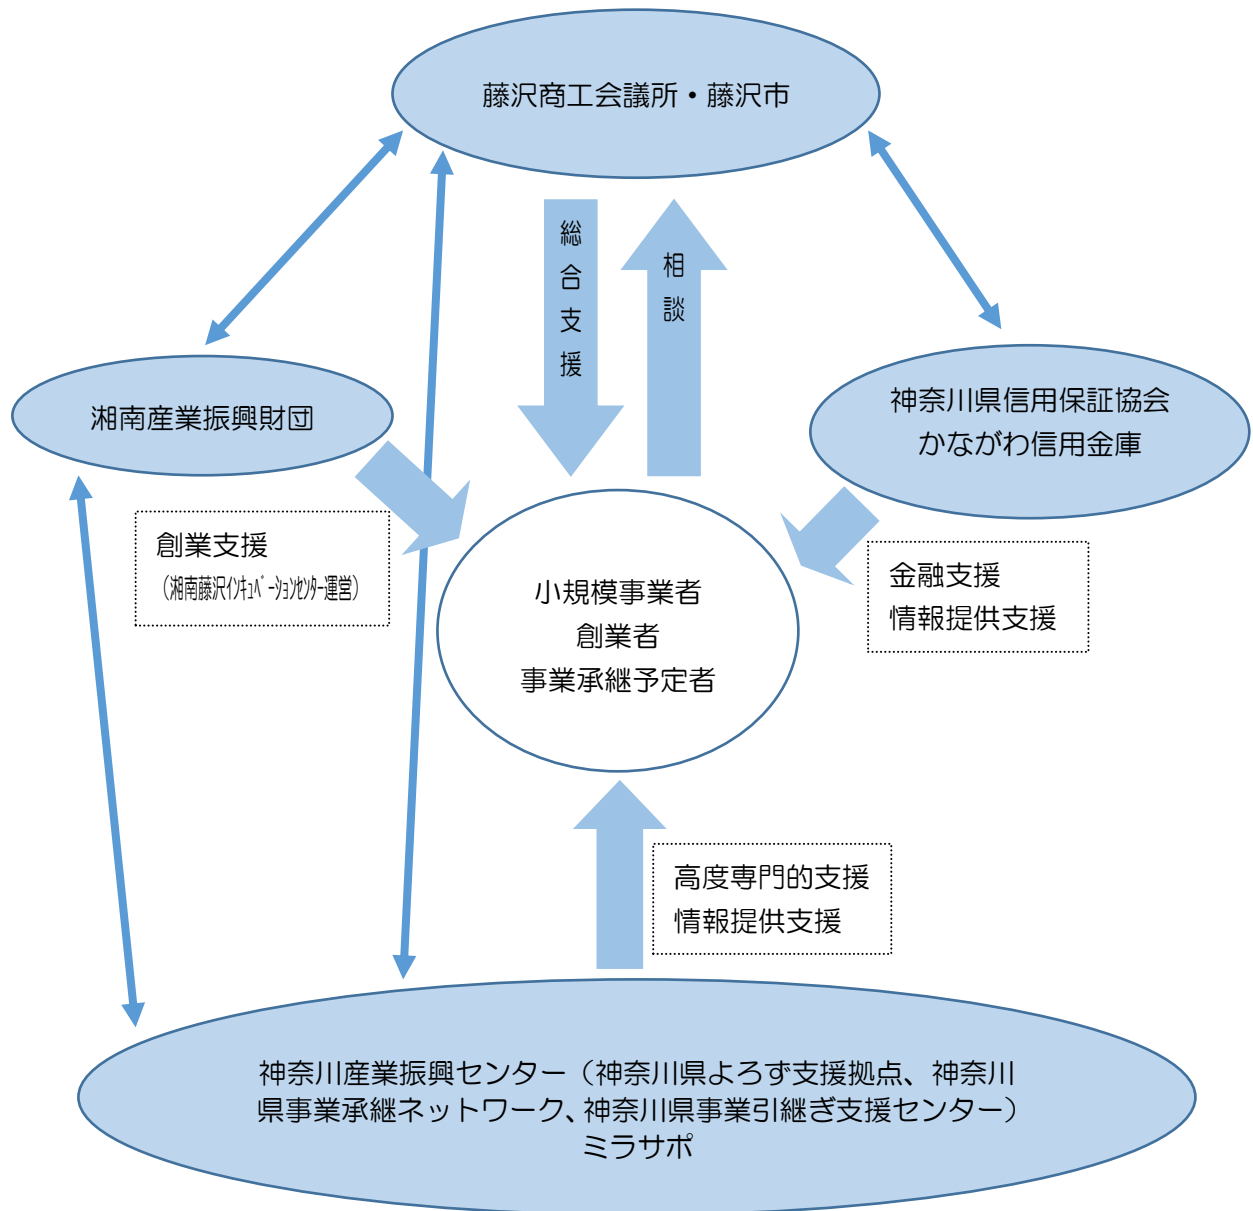 藤沢商工会議所・藤沢市
総合支援
相談
湘南産業振興財団
神奈川県信用保証協会
かながわ信用金庫
創業支援
（湘南藤沢ｲﾝｷｭﾍﾞｰｼｮﾝｾﾝﾀｰ運営）
金融支援
情報提供支援
小規模事業者
創業者
事業承継予定者
高度専門的支援
情報提供支援
神奈川産業振興センター（神奈川県よろず支援拠点、神奈川
県事業承継ネットワーク、神奈川県事業引継ぎ支援センター）
ミラサポ